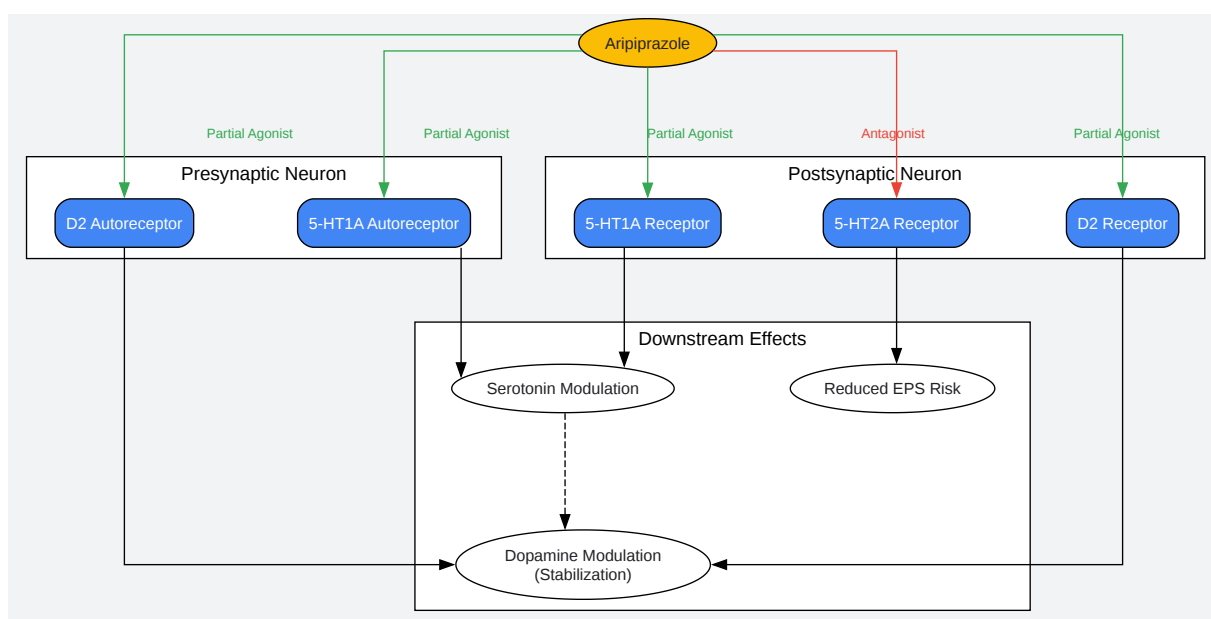 Aripiprazole
Partial Agonist
Partial Agonist
Partial Agonist
Antagonist
Partial Agonist
Presynaptic Neuron
Postsynaptic Neuron
D2 Autoreceptor
5-HT1A Autoreceptor
5-HT1A Receptor
5-HT2A Receptor
D2 Receptor
Downstream Effects
Serotonin Modulation
Reduced EPS Risk
Dopamine Modulation
(Stabilization)